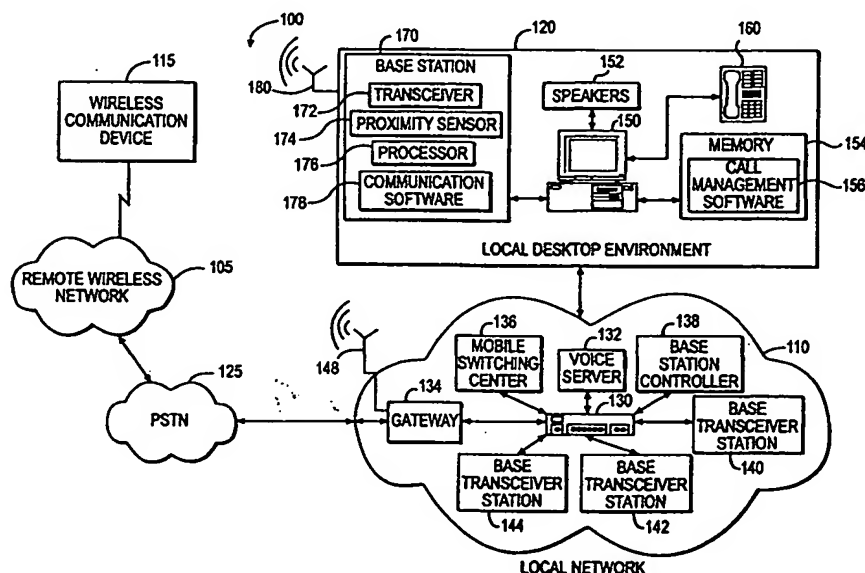 100
115
WIRELESS
COMMUNICATION
DEVICE
REMOTE WIRELESS
NETWORK
105
125
PSTN
120
170
BASE STATION
180
172
TRANSCEIVER
174
PROXIMITY SENSOR
176
PROCESSOR
178
COMMUNICATION
SOFTWARE
152
SPEAKERS
150
160
MEMORY
154
CALL
MANAGEMENT
SOFTWARE
156
LOCAL DESKTOP ENVIRONMENT
148
134
GATEWAY
136
MOBILE
SWITCHING
CENTER
132
VOICE
SERVER
130
138
BASE
STATION
CONTROLLER
110
BASE
TRANSCEIVER
STATION
140
BASE
TRANSCEIVER
STATION
144
BASE
TRANSCEIVER
STATION
142
LOCAL NETWORK